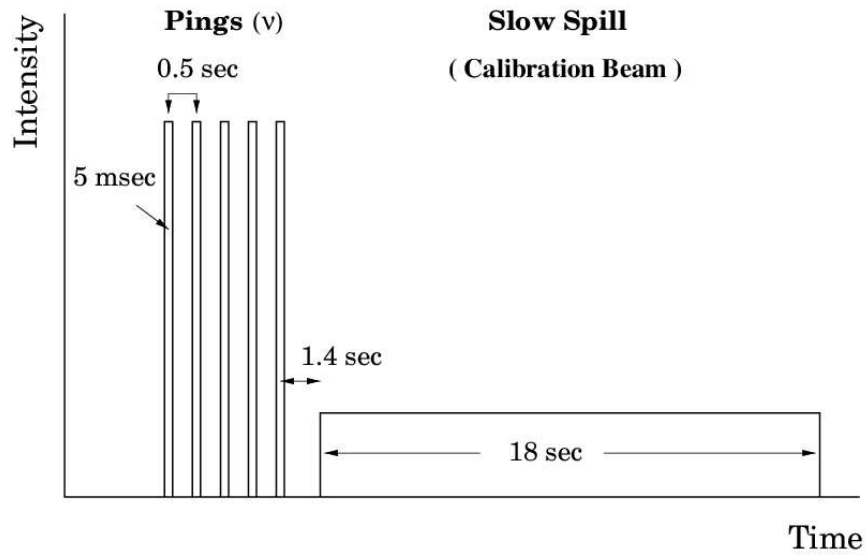 Pings (ν)
Slow Spill
0.5 sec
( Calibration Beam )
Intensity
5 msec
1.4 sec
18 sec
Time